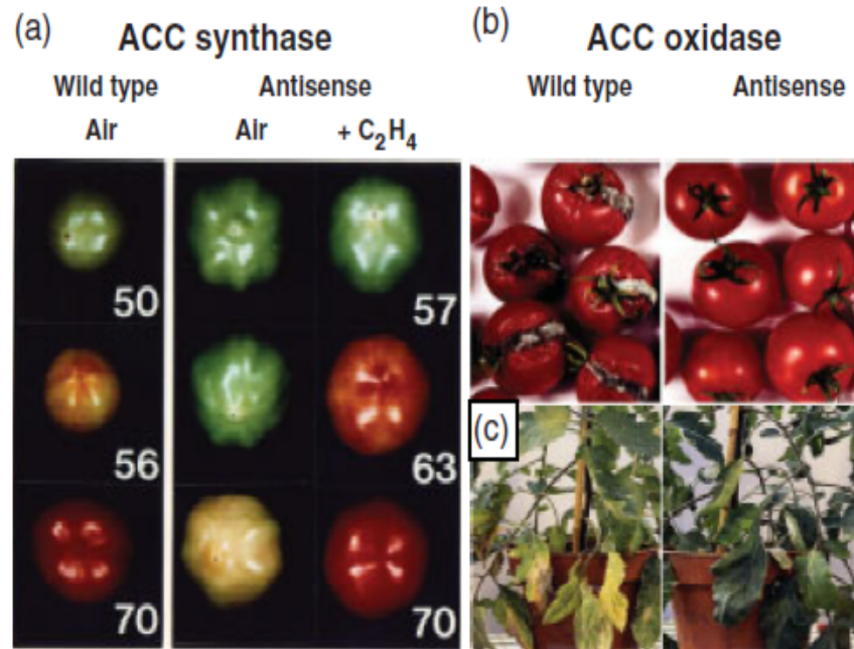 (a) ACC synthase
Wild type Antisense
Air Air + C₂H₄
50 57
56 63
70 70
(b) ACC oxidase
Wild type Antisense
(c)